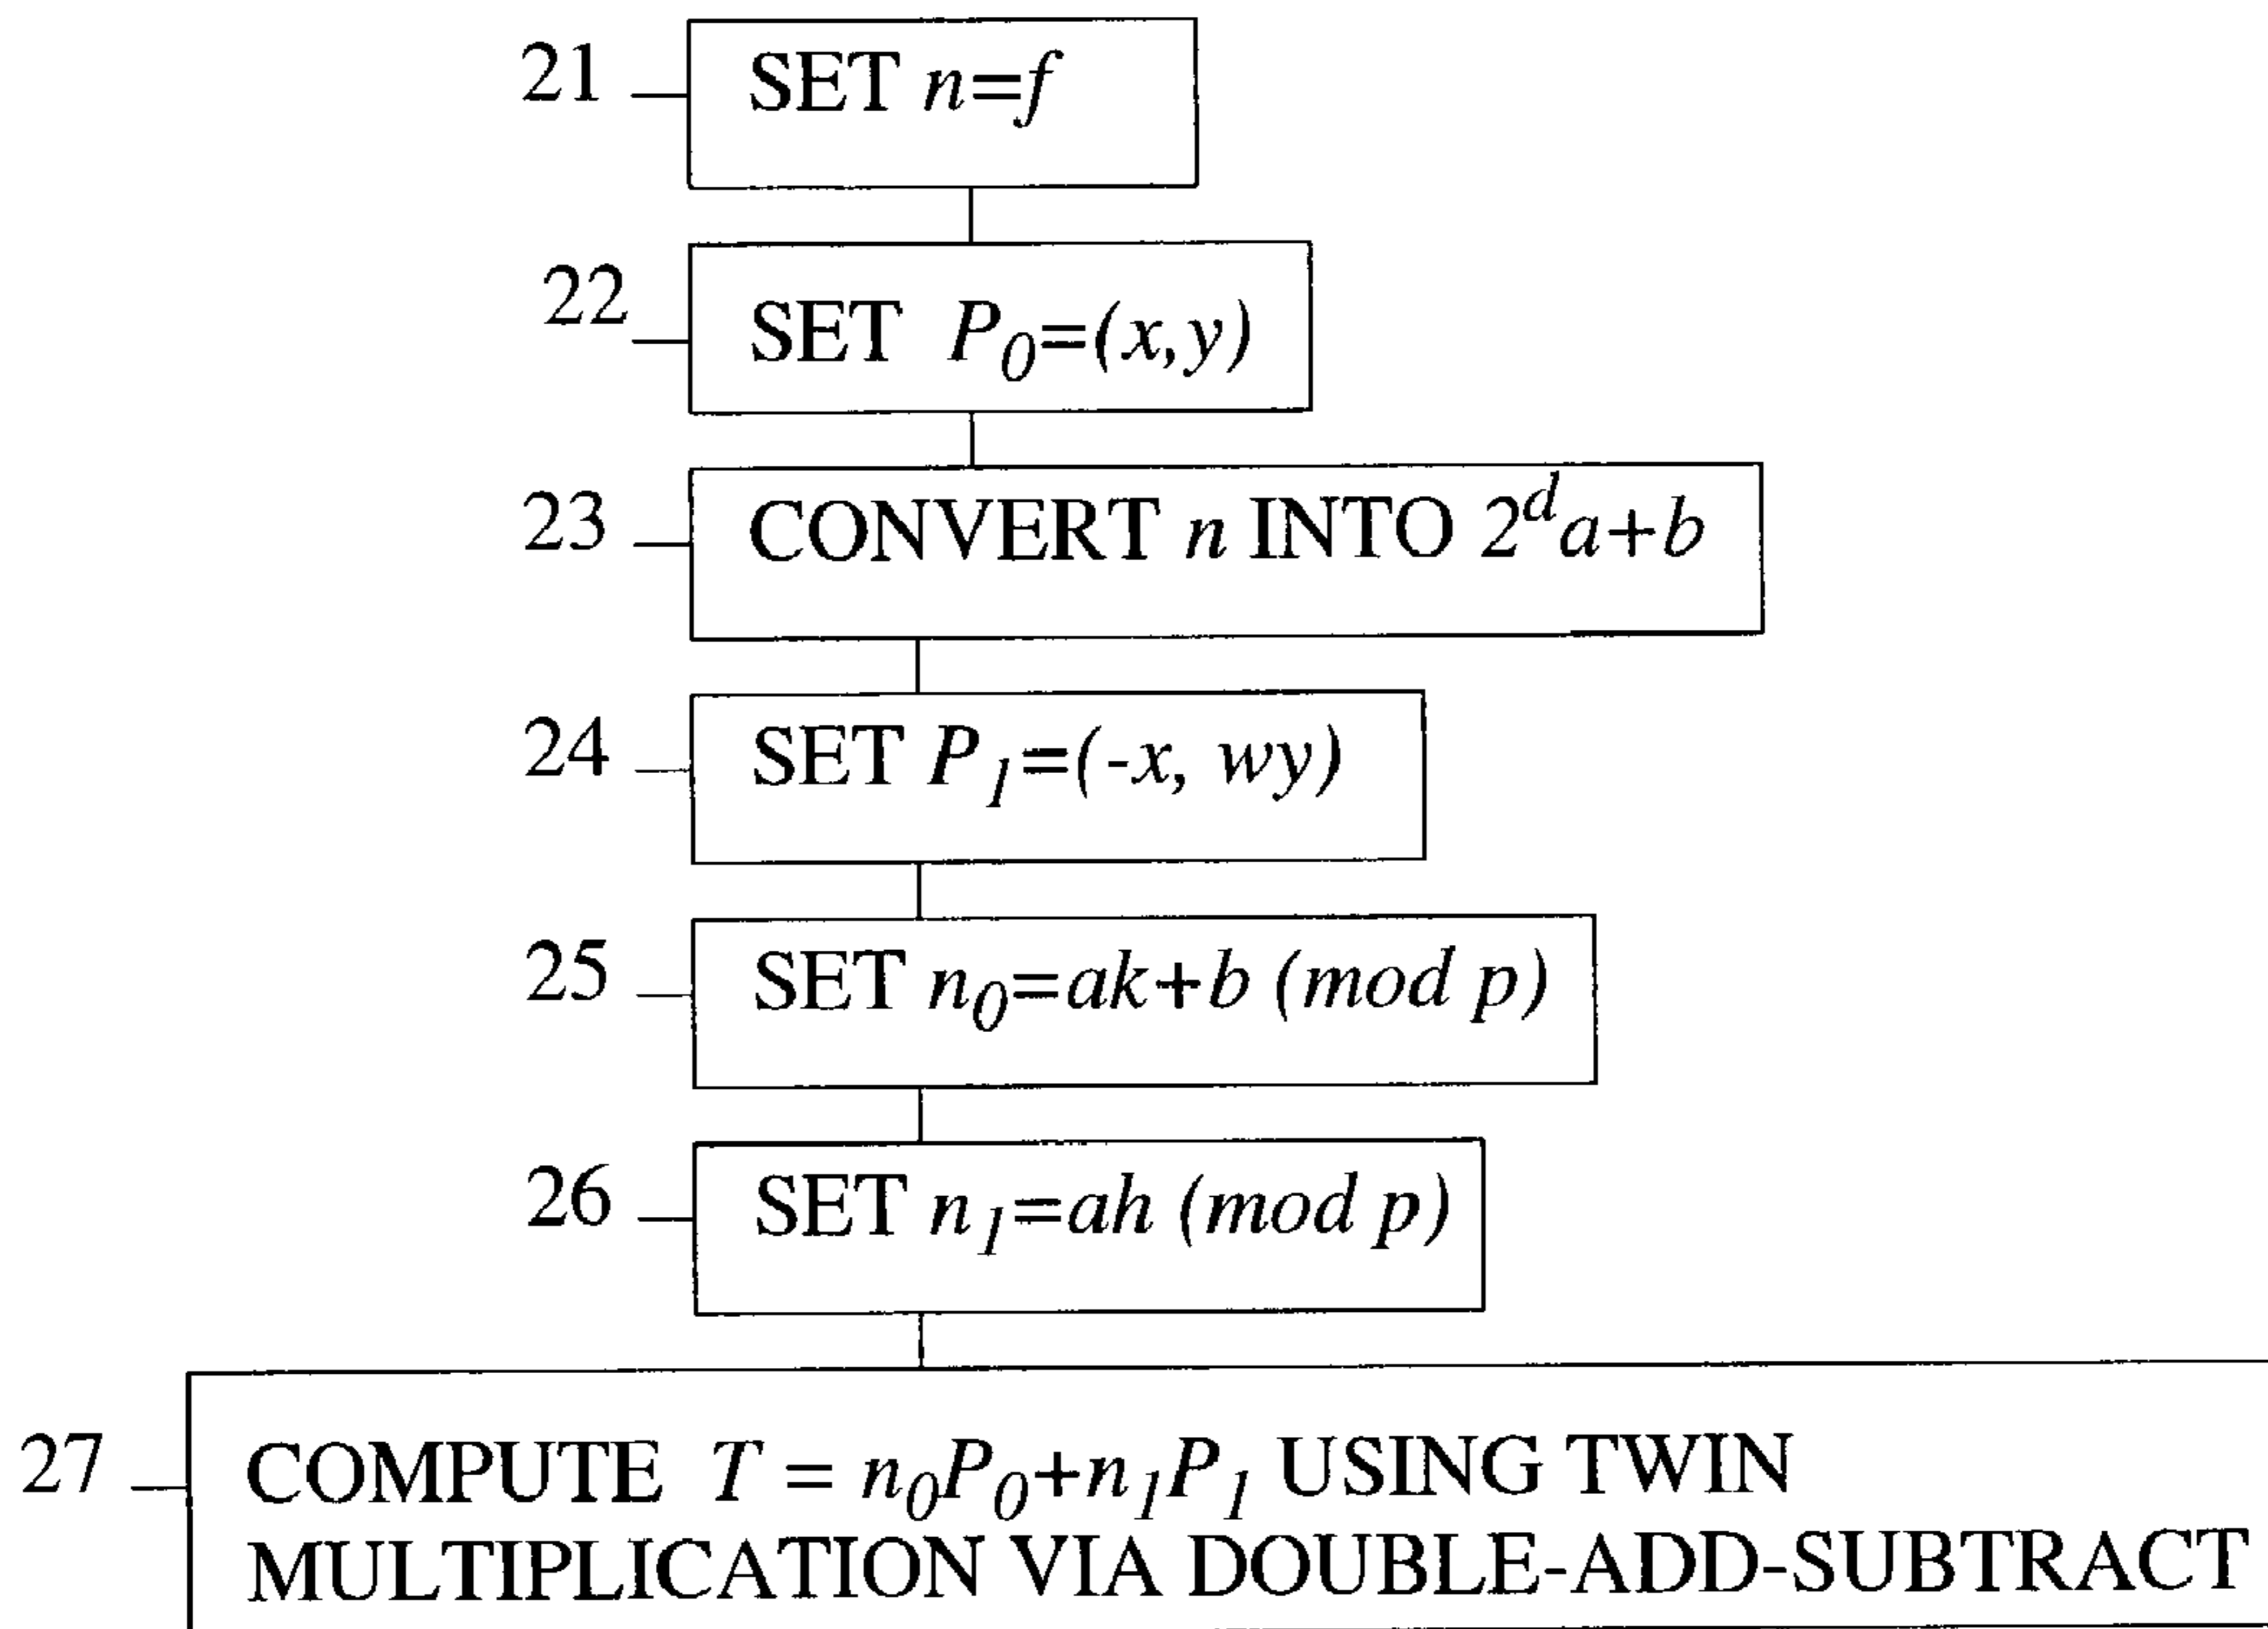 21 SET n=f
22 SET P₀=(x,y)
23 CONVERT n INTO 2ᵈa+b
24 SET P₁=(-x, wy)
25 SET n₀=ak+b (mod p)
26 SET n₁=ah (mod p)
27 COMPUTE T = n₀P₀+n₁P₁ USING TWIN
MULTIPLICATION VIA DOUBLE-ADD-SUBTRACT